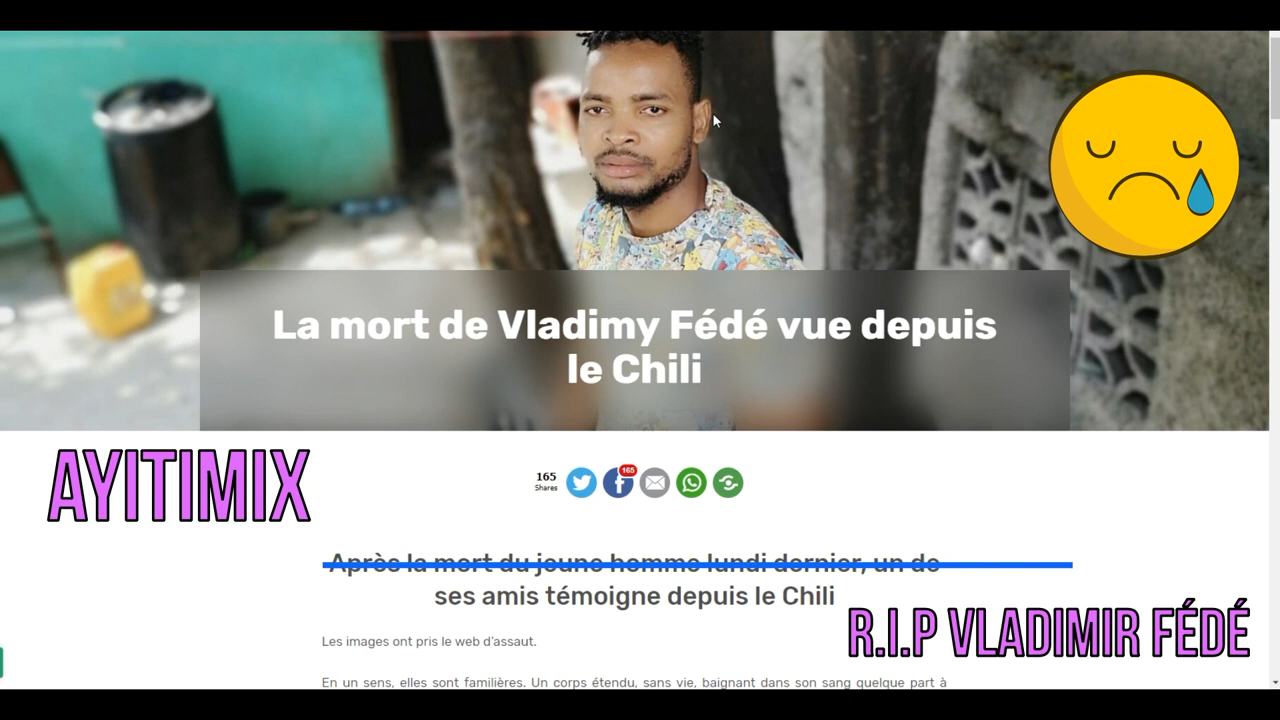 La mort de Vladimy Fédé vue depuis
le Chili
AYITIMIX
165
Shares
165
Après la mort du jeune homme lundi dernier, un de
ses amis témoigne depuis le Chili
R.I.P VLADIMIR FÉDÉ
Les images ont pris le web d'assaut.
En un sens, elles sont familières. Un corps étendu, sans vie, baignant dans son sang quelque part à